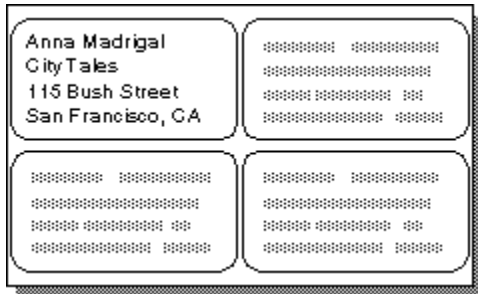 Anna Madrigal
City Tales
115 Bush Street
San Francisco, CA